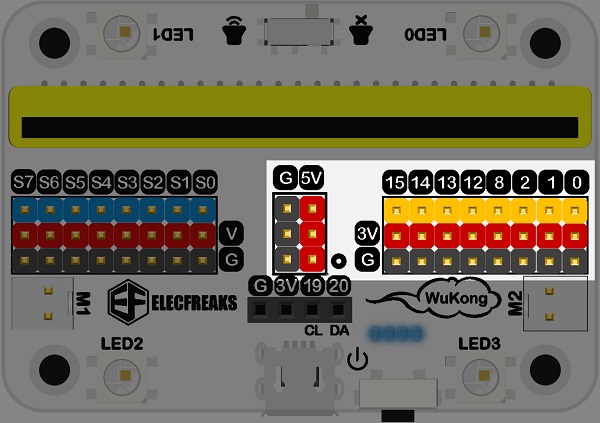 LED1 LED0
G 5V 15 14 13 12 8 2 1 0
S7 S6 S5 S4 S3 S2 S1 S0
V 3V
G G
G 3V 19 20
M1 EF ELECFREAKS WuKong M2
CL DA
LED2 LED3